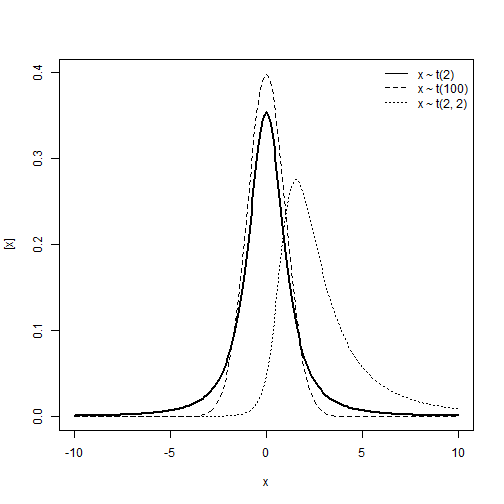 x ~ t(2)
x ~ t(100)
x ~ t(2, 2)
0.4
0.3
0.2
0.1
0.0
[x]
-10
-5
0
5
10
x